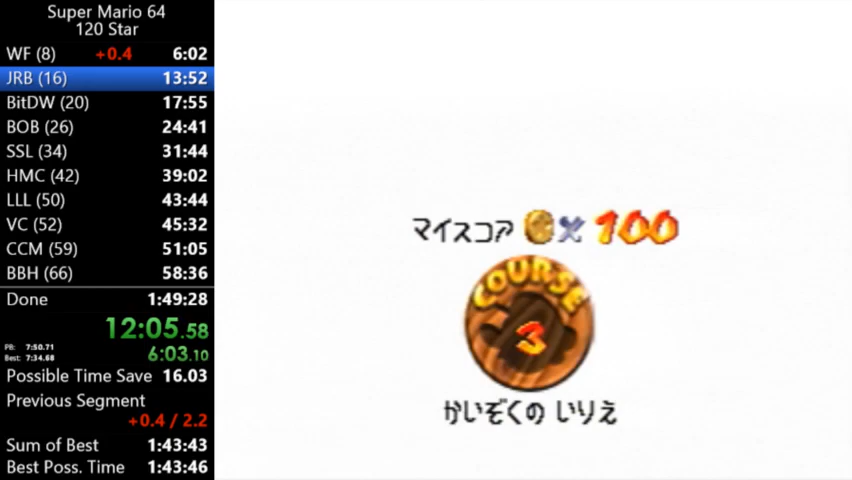 Super Mario 64
120 Star
WF (8) +0.4 6:02
JRB (16) 13:52
BitDW (20) 17:55
BOB (26) 24:41
SSL (34) 31:44
HMC (42) 39:02
LLL (50) 43:44
VC (52) 45:32
CCM (59) 51:05
BBH (66) 58:36
Done 1:49:28
12:05.58
PB: 7:50.71
Best: 7:34.68
6:03.10
Possible Time Save 16.03
Previous Segment
+0.4 / 2.2
Sum of Best 1:43:43
Best Poss. Time 1:43:46
マイスコア × 100
COURSE
3
かいぞくの いりえ